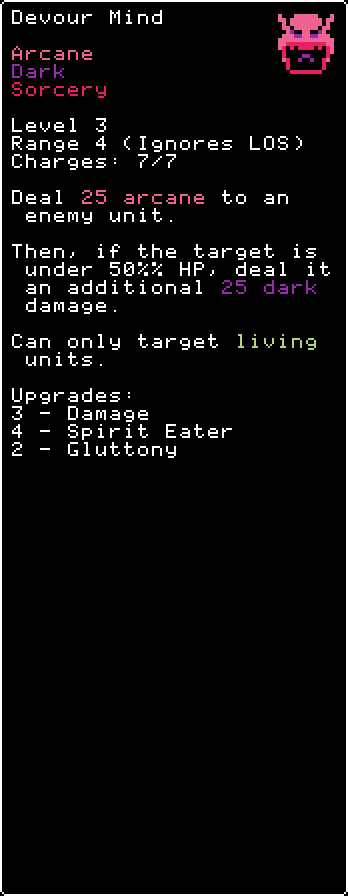 Devour Mind
Arcane
Dark
Sorcery
Level 3
Range 4 (Ignores LOS)
Charges: 7/7
Deal 25 arcane to an
enemy unit.
Then, if the target is
under 50%% HP, deal it
an additional 25 dark
damage.
Can only target living
units.
Upgrades:
3 - Damage
4 - Spirit Eater
2 - Gluttony